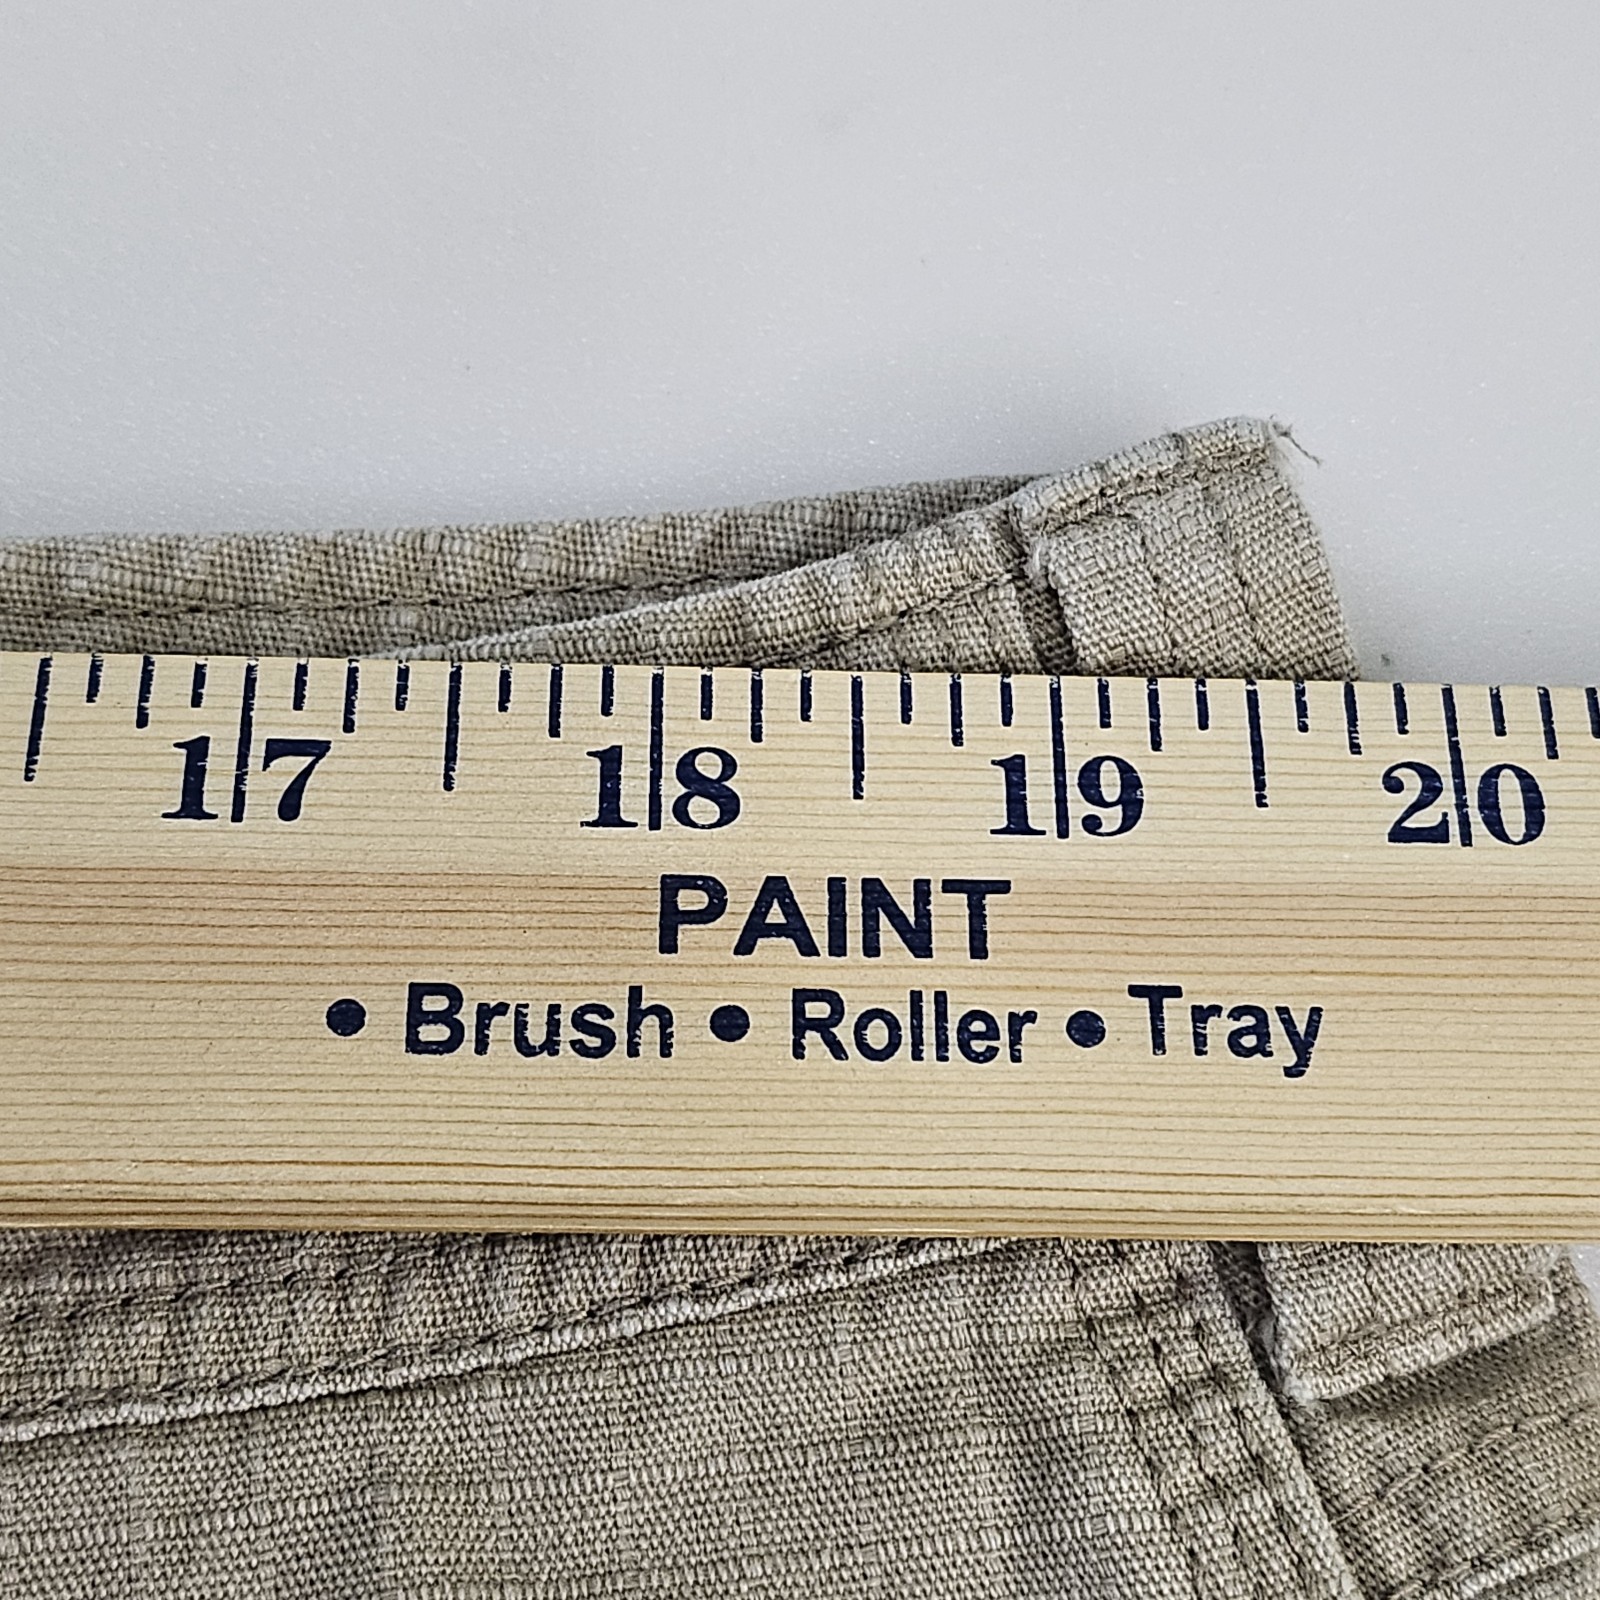 17 18 19 20
PAINT
• Brush • Roller • Tray